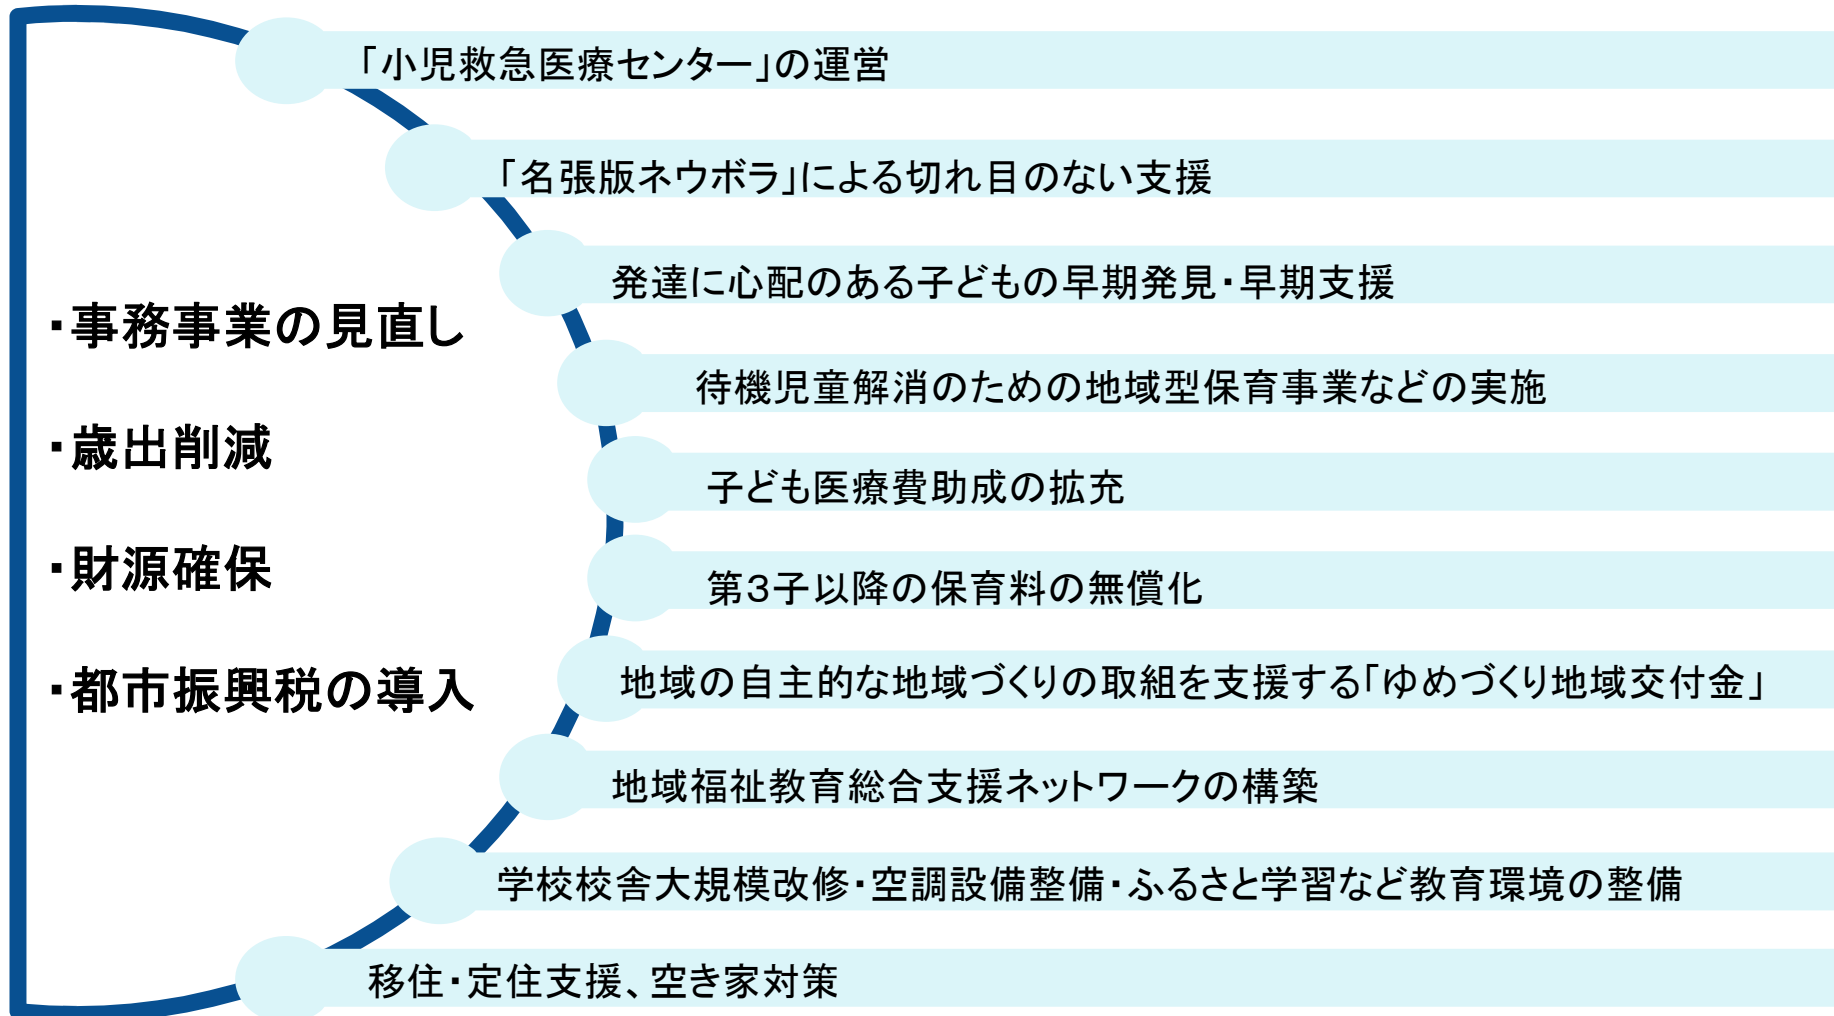 ・事務事業の見直し
・歳出削減
・財源確保
・都市振興税の導入
「小児救急医療センター」の運営
「名張版ネウボラ」による切れ目のない支援
発達に心配のある子どもの早期発見・早期支援
待機児童解消のための地域型保育事業などの実施
子ども医療費助成の拡充
第3子以降の保育料の無償化
地域の自主的な地域づくりの取組を支援する「ゆめづくり地域交付金」
地域福祉教育総合支援ネットワークの構築
学校校舎大規模改修・空調設備整備・ふるさと学習など教育環境の整備
移住・定住支援、空き家対策